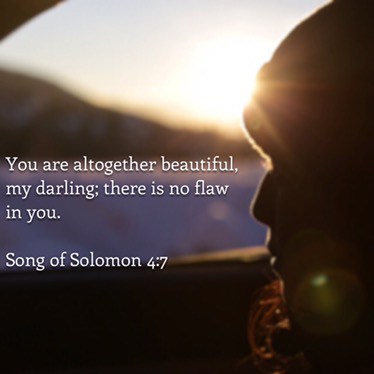 You are altogether beautiful,
my darling; there is no flaw
in you.
Song of Solomon 4:7